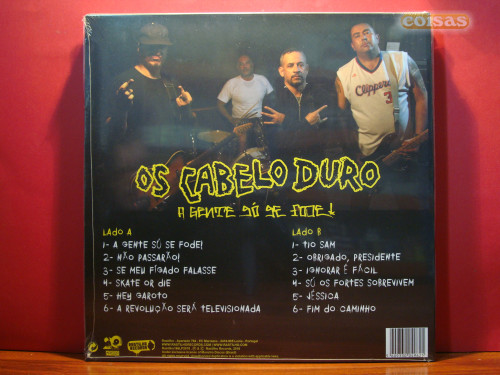 coisas
Clippers
3
OS CABELO DURO
A GENTE SÓ SE FODE!
LADO A
1- A GENTE SÓ SE FODE!
2- NÃO PASSARÃO!
3- SE MEU FÍGADO FALASSE
4- SKATE OR DIE
5- HEY GAROTO
6- A REVOLUÇÃO SERÁ TELEVISIONADA
LADO B
1- TIO SAM
2- OBRIGADO, PRESIDENTE
3- IGNORAR É FÁCIL
4- SÓ OS FORTES SOBREVIVEM
5- JÉSSICA
6- FIM DO CAMINHO